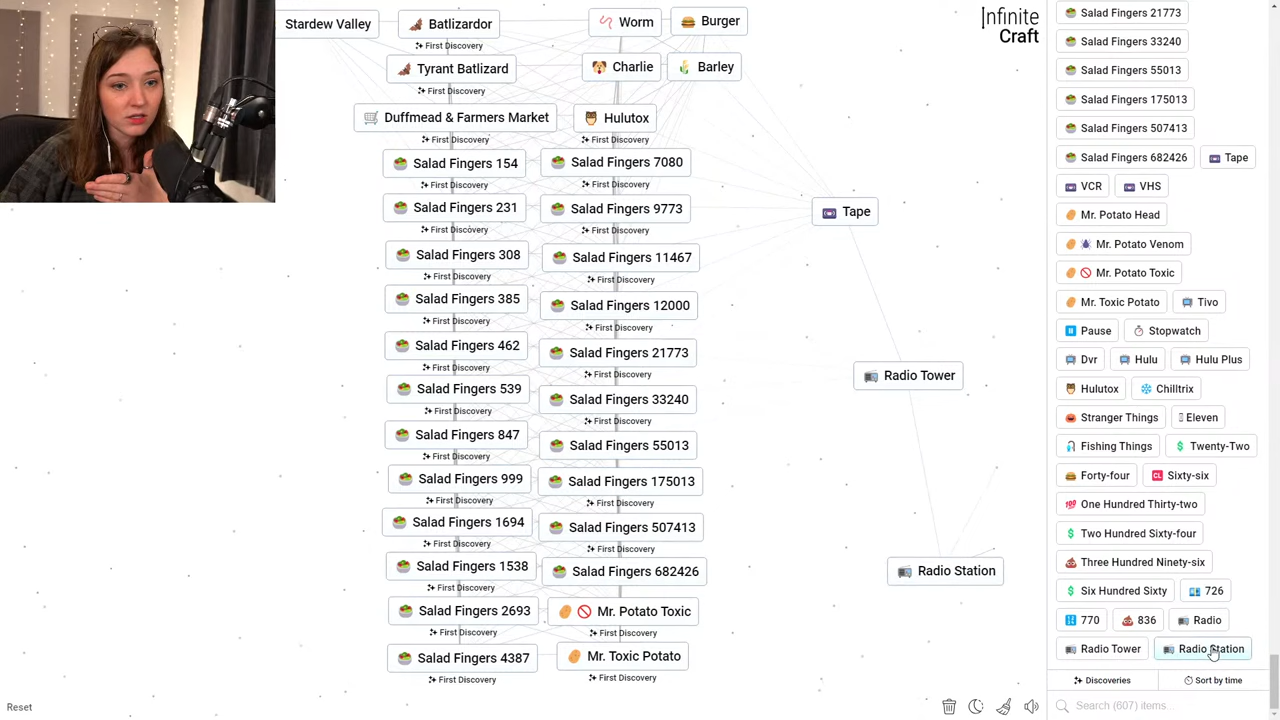 Stardew Valley
Batlizardor
First Discovery
Tyrant Batlizard
First Discovery
Duffmead & Farmers Market
First Discovery
Salad Fingers 154
First Discovery
Salad Fingers 231
First Discovery
Salad Fingers 308
First Discovery
Salad Fingers 385
First Discovery
Salad Fingers 462
First Discovery
Salad Fingers 539
First Discovery
Salad Fingers 847
First Discovery
Salad Fingers 999
First Discovery
Salad Fingers 1694
First Discovery
Salad Fingers 1538
First Discovery
Salad Fingers 2693
First Discovery
Salad Fingers 4387
First Discovery
Worm
Burger
Charlie
Barley
Hulutox
First Discovery
Salad Fingers 7080
First Discovery
Salad Fingers 9773
First Discovery
Salad Fingers 11467
First Discovery
Salad Fingers 12000
First Discovery
Salad Fingers 21773
First Discovery
Salad Fingers 33240
First Discovery
Salad Fingers 55013
Salad Fingers 175013
First Discovery
Salad Fingers 507413
First Discovery
Salad Fingers 682426
First Discovery
Mr. Potato Toxic
First Discovery
Mr. Toxic Potato
First Discovery
Tape
Radio Tower
Radio Station
Infinite
Craft
Salad Fingers 21773
Salad Fingers 33240
Salad Fingers 55013
Salad Fingers 175013
Salad Fingers 507413
Salad Fingers 682426 Tape
VCR VHS
Mr. Potato Head
Mr. Potato Venom
Mr. Potato Toxic
Mr. Toxic Potato Tivo
Pause Stopwatch
Dvr Hulu Hulu Plus
Hulutox Chilltrix
Stranger Things Eleven
Fishing Things Twenty-Two
Forty-four CL Sixty-six
100 One Hundred Thirty-two
Two Hundred Sixty-four
Three Hundred Ninety-six
Six Hundred Sixty 726
770 836 Radio
Radio Tower Radio Station
Discoveries Sort by time
Search (607) items...
Reset